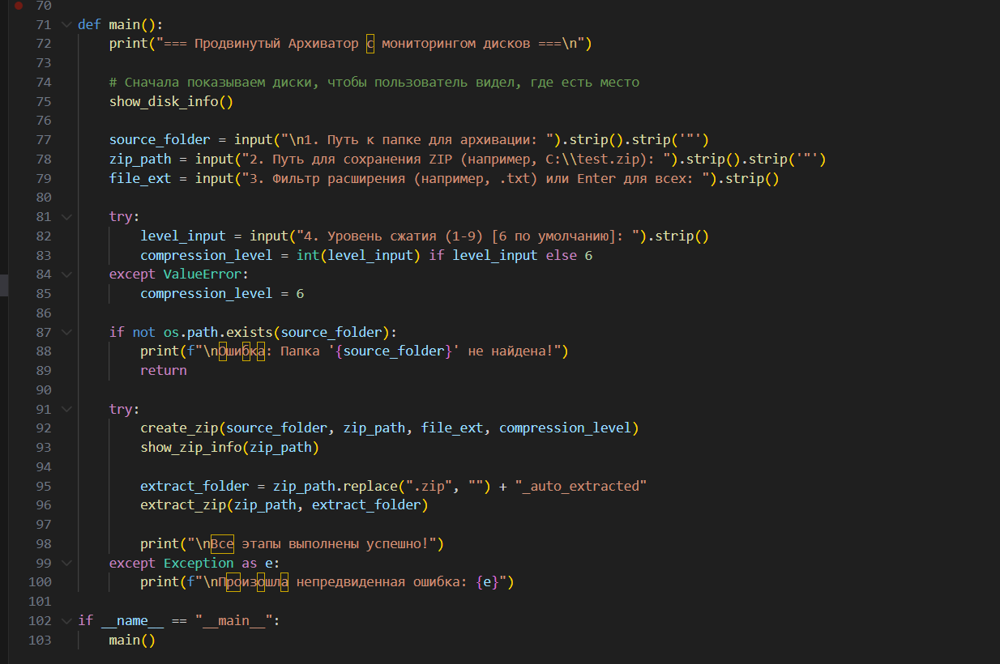 70
71 def main():
72 print("=== Продвинутый Архиватор с мониторингом дисков ===\n")
73
74 # Сначала показываем диски, чтобы пользователь видел, где есть место
75 show_disk_info()
76
77 source_folder = input("\n1. Путь к папке для архивации: ").strip().strip('"')
78 zip_path = input("2. Путь для сохранения ZIP (например, C:\\test.zip): ").strip().strip('"')
79 file_ext = input("3. Фильтр расширения (например, .txt) или Enter для всех: ").strip()
80
81 try:
82 level_input = input("4. Уровень сжатия (1-9) [6 по умолчанию]: ").strip()
83 compression_level = int(level_input) if level_input else 6
84 except ValueError:
85 compression_level = 6
86
87 if not os.path.exists(source_folder):
88 print(f"\nОшибка: Папка '{source_folder}' не найдена!")
89 return
90
91 try:
92 create_zip(source_folder, zip_path, file_ext, compression_level)
93 show_zip_info(zip_path)
94
95 extract_folder = zip_path.replace(".zip", "") + "_auto_extracted"
96 extract_zip(zip_path, extract_folder)
97
98 print("\nВсе этапы выполнены успешно!")
99 except Exception as e:
100 print(f"\nПроизошла непредвиденная ошибка: {e}")
101
102 if __name__ == "__main__":
103 main()